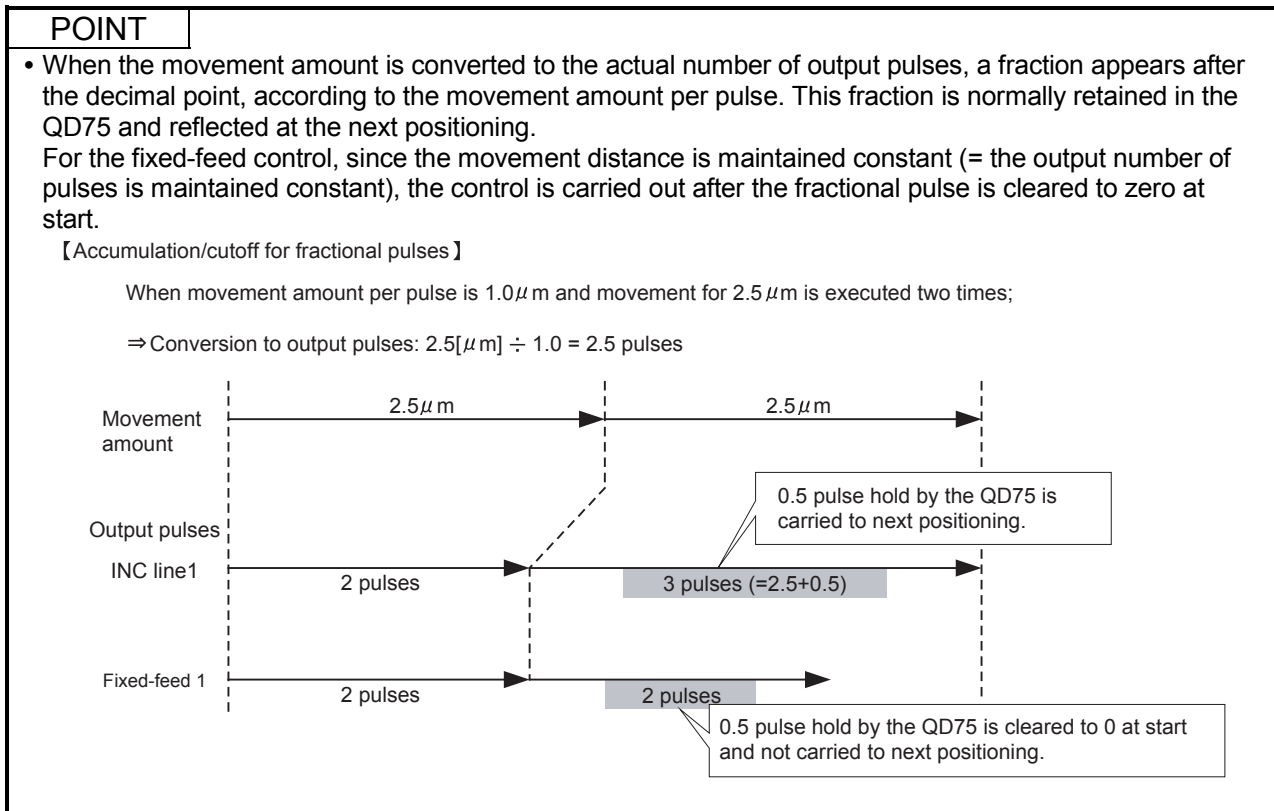 POINT
• When the movement amount is converted to the actual number of output pulses, a fraction appears after
the decimal point, according to the movement amount per pulse. This fraction is normally retained in the
QD75 and reflected at the next positioning.
For the fixed-feed control, since the movement distance is maintained constant (= the output number of
pulses is maintained constant), the control is carried out after the fractional pulse is cleared to zero at
start.
【Accumulation/cutoff for fractional pulses】
When movement amount per pulse is 1.0μm and movement for 2.5μm is executed two times;
⇒Conversion to output pulses: 2.5[μm] ÷ 1.0 = 2.5 pulses
Movement
amount
2.5μm
2.5μm
0.5 pulse hold by the QD75 is
carried to next positioning.
Output pulses
INC line1
2 pulses
3 pulses (=2.5+0.5)
Fixed-feed 1
2 pulses
2 pulses
0.5 pulse hold by the QD75 is cleared to 0 at start
and not carried to next positioning.